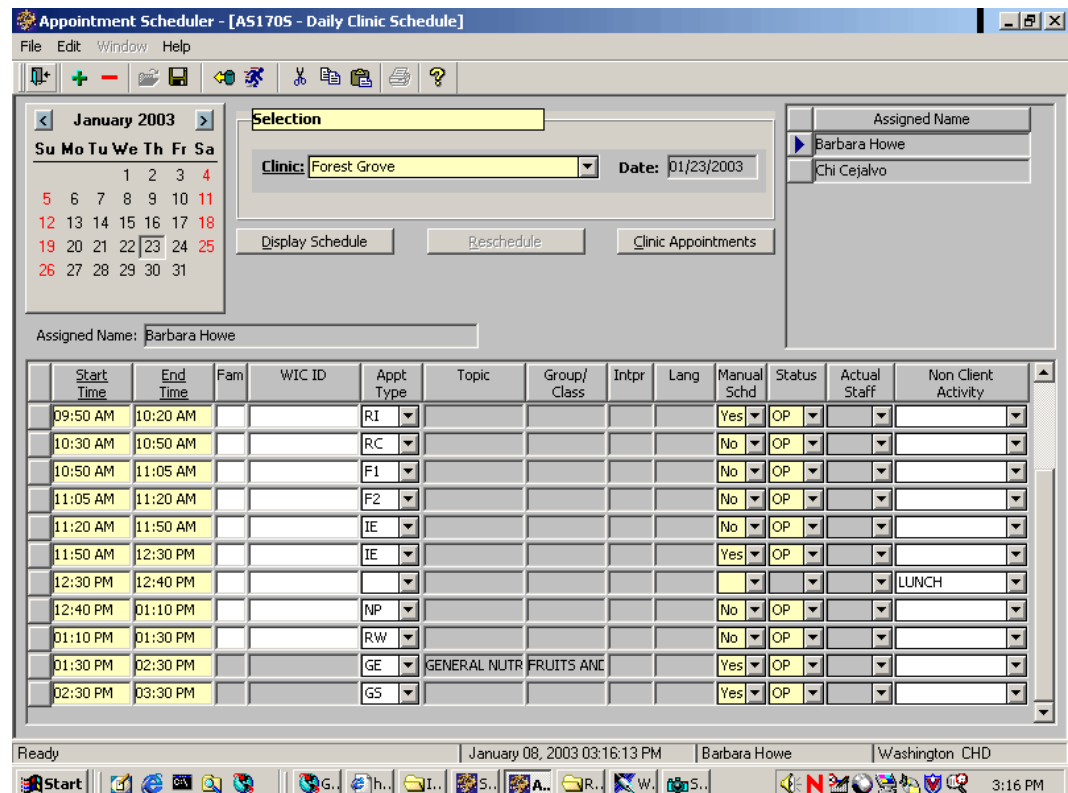 Appointment Scheduler - [AS170S - Daily Clinic Schedule]
File Edit Window Help
January 2003
Su Mo Tu We Th Fr Sa
1 2 3 4
5 6 7 8 9 10 11
12 13 14 15 16 17 18
19 20 21 22 23 24 25
26 27 28 29 30 31
Selection
Clinic: Forest Grove Date: 01/23/2003
Display Schedule Reschedule Clinic Appointments
Assigned Name
Barbara Howe
Chi Cejalvo
Assigned Name: Barbara Howe
Start Time End Time Fam WIC ID Appt Type Topic Group/ Class Intpr Lang Manual Schd Status Actual Staff Non Client Activity
09:50 AM 10:20 AM RI Yes OP
10:30 AM 10:50 AM RC No OP
10:50 AM 11:05 AM F1 No OP
11:05 AM 11:20 AM F2 No OP
11:20 AM 11:50 AM IE No OP
11:50 AM 12:30 PM IE Yes OP
12:30 PM 12:40 PM LUNCH
12:40 PM 01:10 PM NP No OP
01:10 PM 01:30 PM RW No OP
01:30 PM 02:30 PM GE GENERAL NUTR FRUITS AND Yes OP
02:30 PM 03:30 PM GS Yes OP
Ready January 08, 2003 03:16:13 PM Barbara Howe Washington CHD
Start G.. h.. I.. S.. A.. R.. W. S.. 3:16 PM